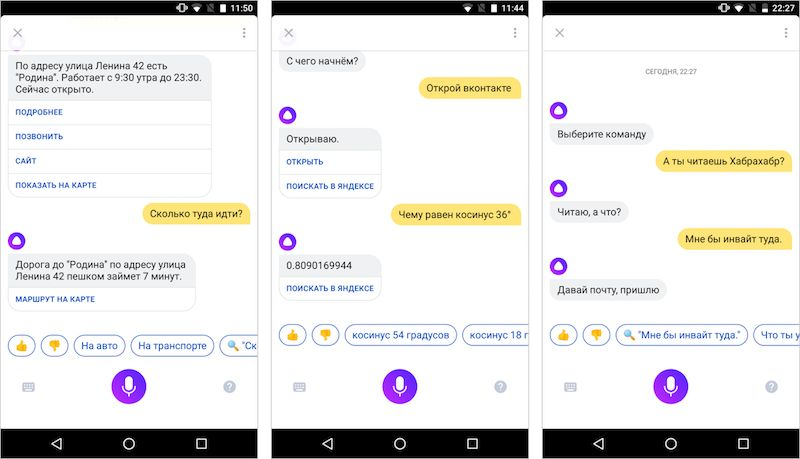 11:50
По адресу улица Ленина 42 есть
"Родина". Работает с 9:30 утра до 23:30.
Сейчас открыто.
ПОДРОБНЕЕ
ПОЗВОНИТЬ
САЙТ
ПОКАЗАТЬ НА КАРТЕ
Сколько туда идти?
Дорога до "Родина" по адресу улица
Ленина 42 пешком займет 7 минут.
МАРШРУТ НА КАРТЕ
На авто
На транспорте
"Ск
11:44
С чего начнём?
Открой вконтакте
Открываю.
ОТКРЫТЬ
ПОИСКАТЬ В ЯНДЕКСЕ
Чему равен косинус 36°
0.8090169944
ПОИСКАТЬ В ЯНДЕКСЕ
косинус 54 градусов
косинус 18 г
22:27
СЕГОДНЯ, 22:27
Выберите команду
А ты читаешь Хабрахабр?
Читаю, а что?
Мне бы инвайт туда.
Давай почту, пришлю
"Мне бы инвайт туда."
Что ты у